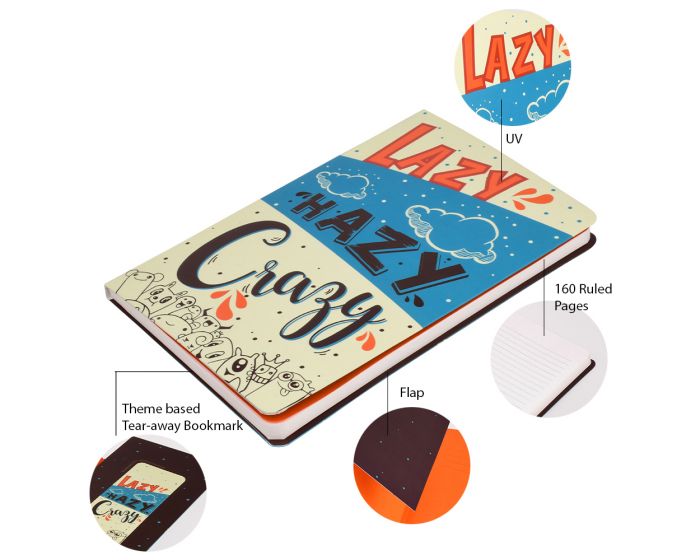 LAZY
UV
LAZY
HAZY
Crazy
160 Ruled
Pages
Flap
Theme based
Tear-away Bookmark
LAZY
HAZY
Crazy